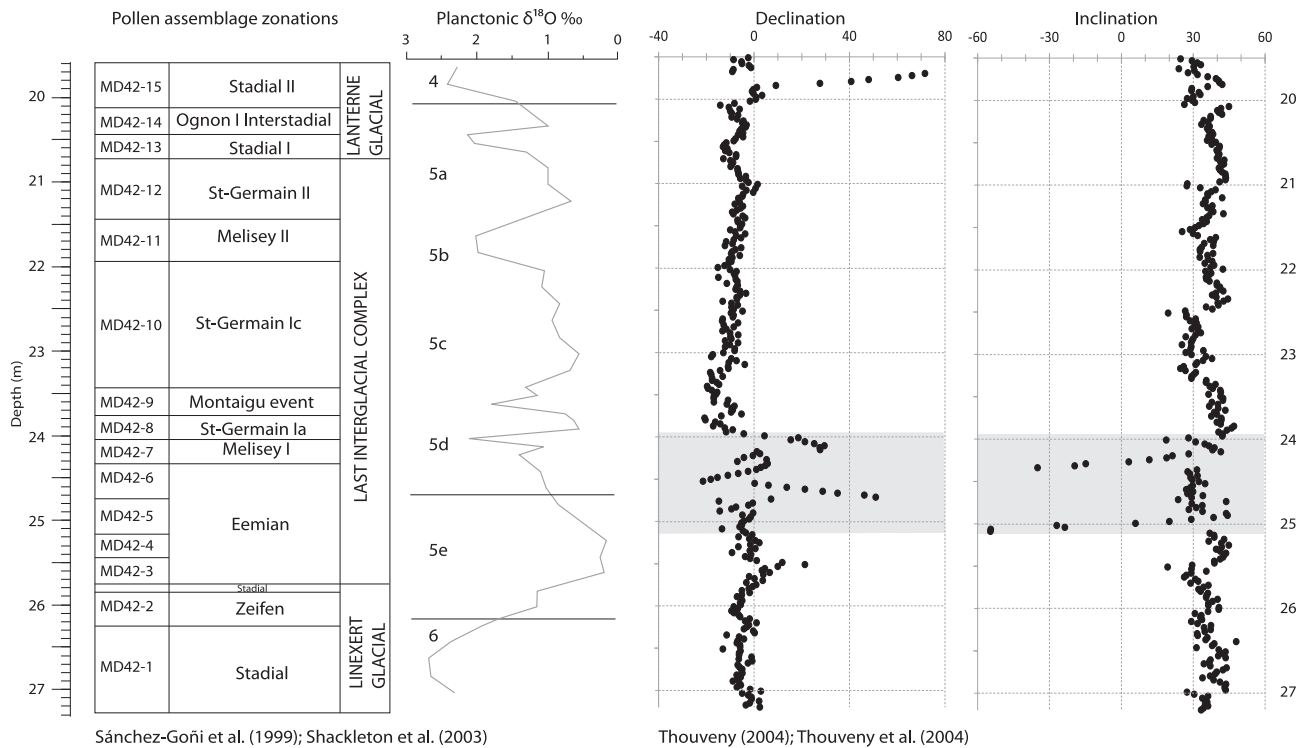 Pollen assemblage zonations
Planctonic δ¹⁸O ‰
Declination
Inclination
3 2 1 0
-40 0 40 80
-60 -30 0 30 60
Depth (m)
20
21
22
23
24
25
26
27
MD42-15 Stadial II
MD42-14 Ognon I Interstadial
MD42-13 Stadial I
MD42-12 St-Germain II
MD42-11 Melisey II
MD42-10 St-Germain Ic
MD42-9 Montaigu event
MD42-8 St-Germain Ia
MD42-7 Melisey I
MD42-6
MD42-5 Eemian
MD42-4
MD42-3
Stadial
MD42-2 Zeifen
MD42-1 Stadial
LANTERNE
GLACIAL
LAST INTERGLACIAL COMPLEX
LINEXERT
GLACIAL
4
5a
5b
5c
5d
5e
6
20
21
22
23
24
25
26
27
Sánchez-Goñi et al. (1999); Shackleton et al. (2003)
Thouveny (2004); Thouveny et al. (2004)